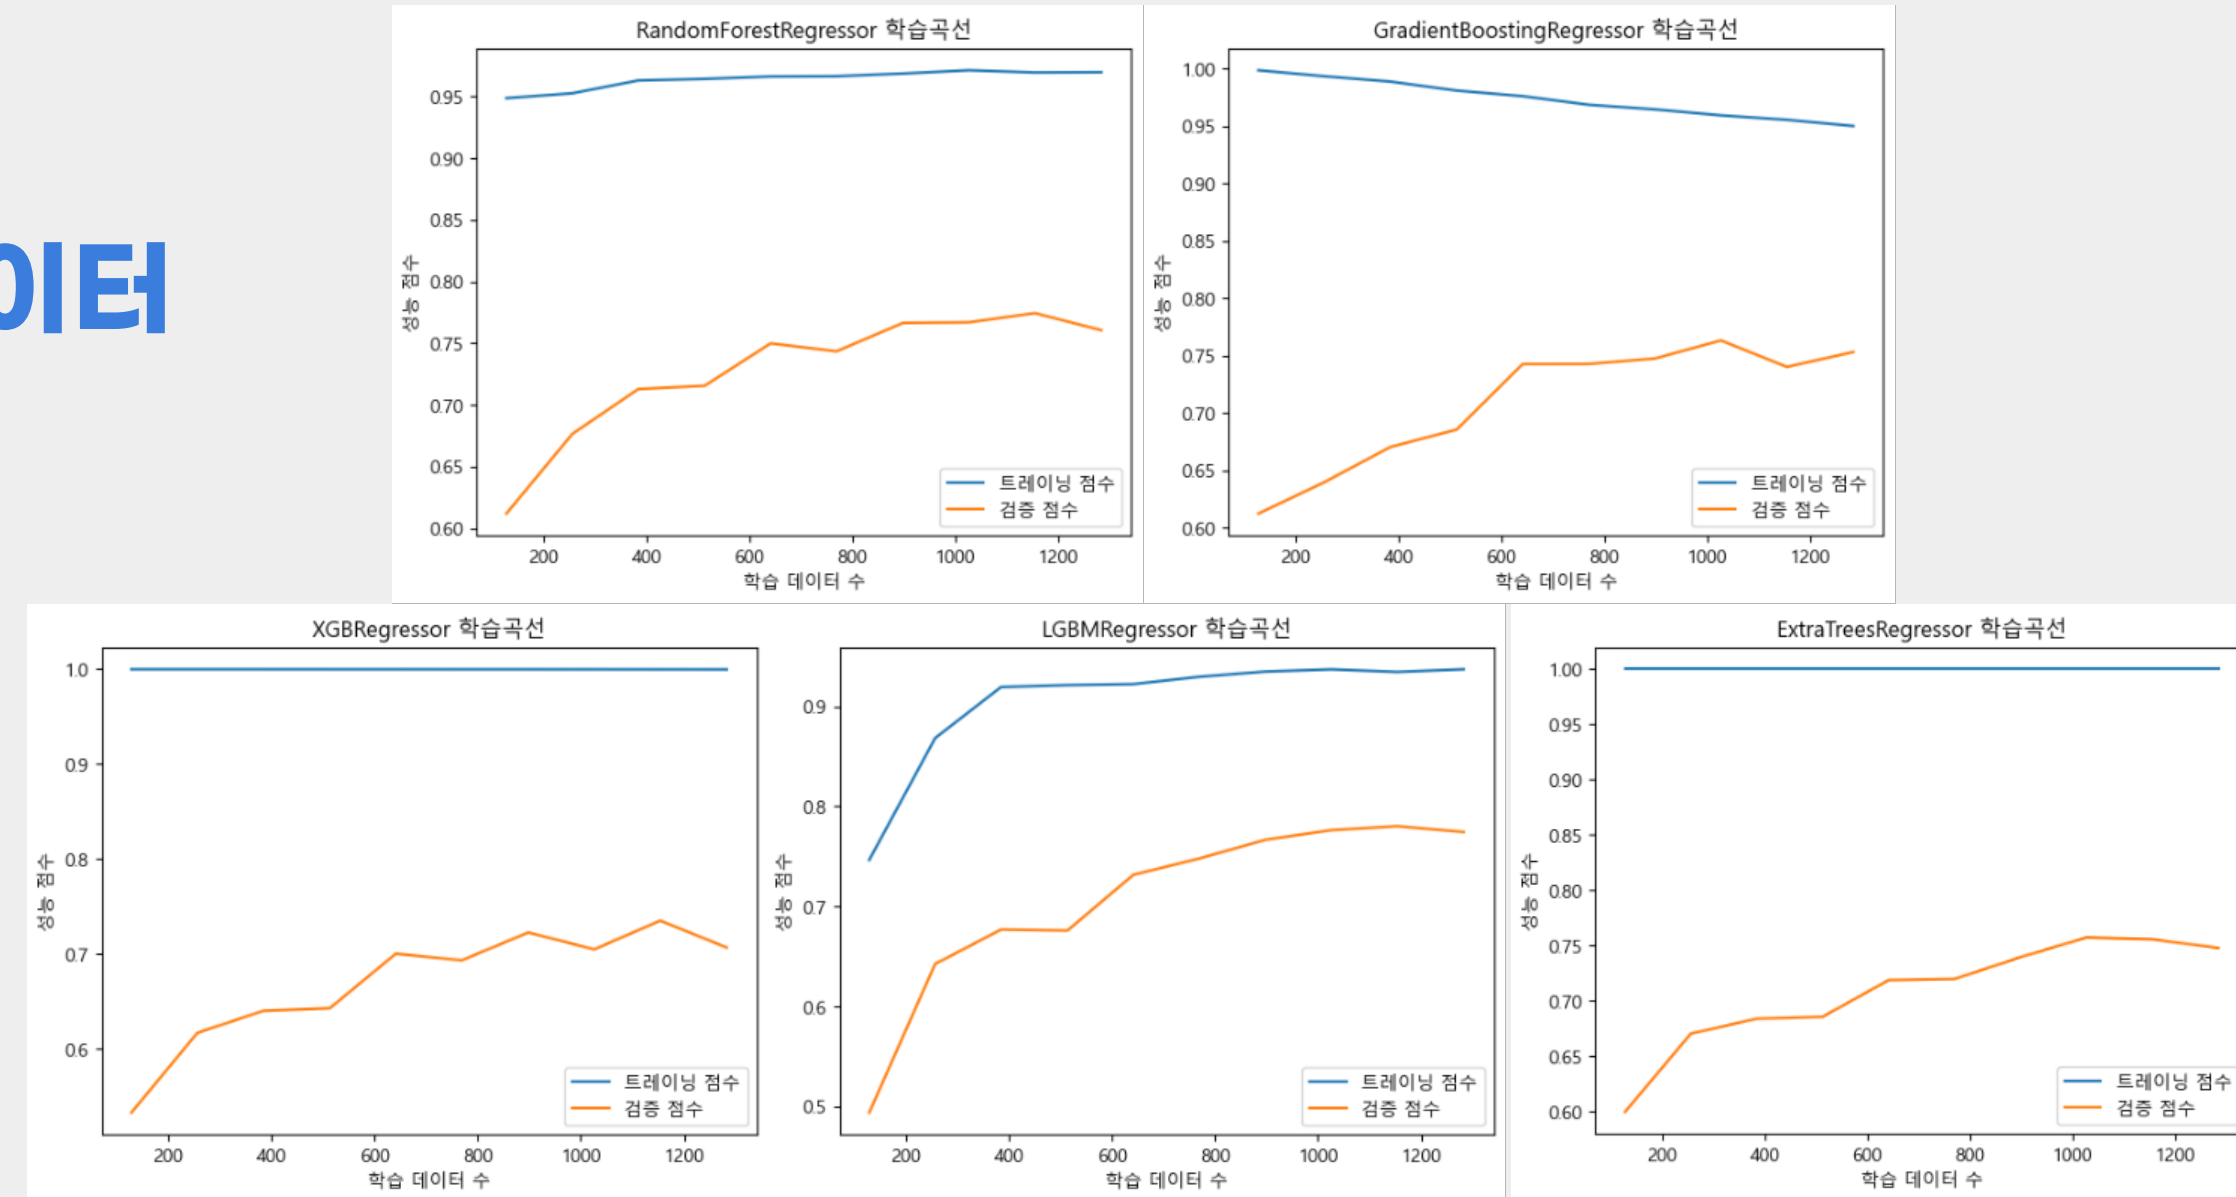 이터
RandomForestRegressor 학습곡선
0.95
0.90
0.85
0.80
0.75
0.70
0.65
0.60
성능 점수
트레이닝 점수
검증 점수
200 400 600 800 1000 1200
학습 데이터 수
GradientBoostingRegressor 학습곡선
1.00
0.95
0.90
0.85
0.80
0.75
0.70
0.65
0.60
성능 점수
트레이닝 점수
검증 점수
200 400 600 800 1000 1200
학습 데이터 수
XGBRegressor 학습곡선
1.0
0.9
0.8
0.7
0.6
성능 점수
트레이닝 점수
검증 점수
200 400 600 800 1000 1200
학습 데이터 수
LGBMRegressor 학습곡선
0.9
0.8
0.7
0.6
0.5
성능 점수
트레이닝 점수
검증 점수
200 400 600 800 1000 1200
학습 데이터 수
ExtraTreesRegressor 학습곡선
1.00
0.95
0.90
0.85
0.80
0.75
0.70
0.65
0.60
성능 점수
트레이닝 점수
검증 점수
200 400 600 800 1000 1200
학습 데이터 수